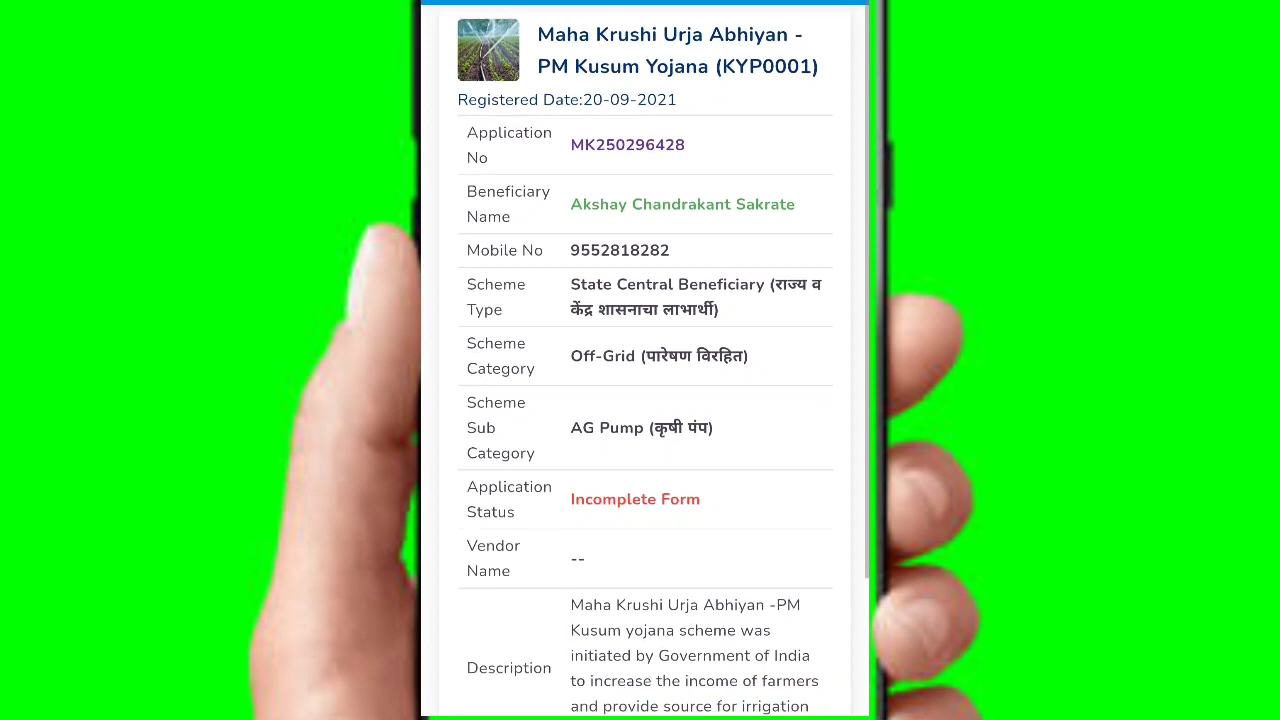 Maha Krushi Urja Abhiyan -
PM Kusum Yojana (KYP0001)
Registered Date:20-09-2021
Application
No
MK250296428
Beneficiary
Name
Akshay Chandrakant Sakrate
Mobile No
9552818282
Scheme
Type
State Central Beneficiary (राज्य व
केंद्र शासनाचा लाभार्थी)
Scheme
Category
Off-Grid (पारेषण विरहित)
Scheme
Sub
Category
AG Pump (कृषी पंप)
Application
Status
Incomplete Form
Vendor
Name
--
Description
Maha Krushi Urja Abhiyan -PM
Kusum yojana scheme was
initiated by Government of India
to increase the income of farmers
and provide source for irrigation